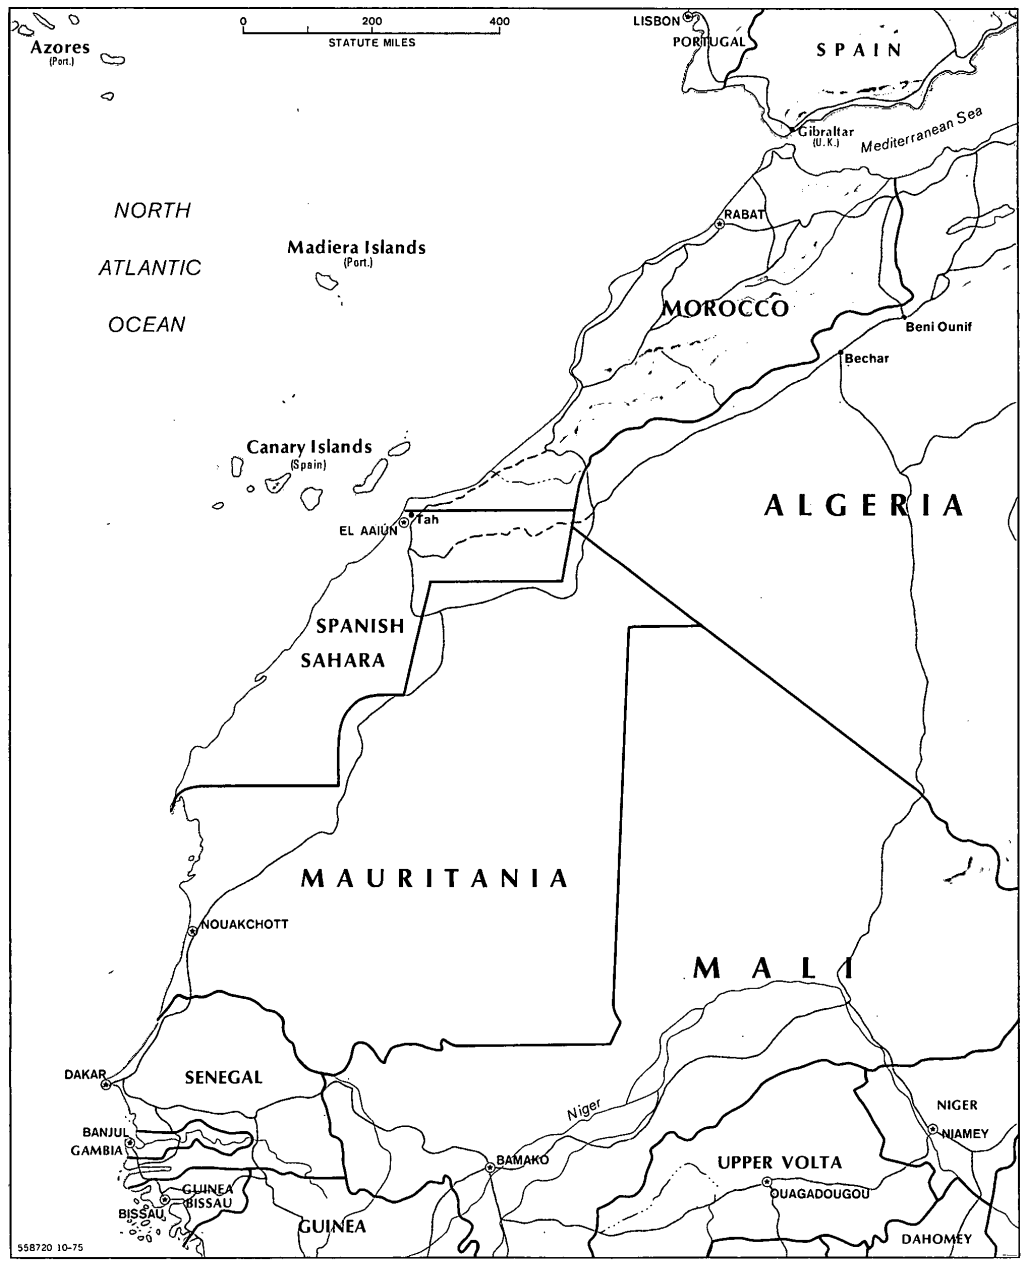 0 200 400
STATUTE MILES
Azores
(Port.)
LISBON
PORTUGAL
SPAIN
Gibraltar
(U.K.)
Mediterranean Sea
NORTH
ATLANTIC
OCEAN
RABAT
Madiera Islands
(Port.)
MOROCCO
Beni Ounif
Bechar
Canary Islands
(Spain)
ALGERIA
Tah
EL AAIÚN
SPANISH
SAHARA
MAURITANIA
NOUAKCHOTT
MALI
DAKAR
SENEGAL
Niger
NIGER
NIAMEY
BANJUL
GAMBIA
BAMAKO
UPPER VOLTA
OUAGADOUGOU
GUINEA
BISSAU
BISSAU
GUINEA
DAHOMEY
558720 10-75